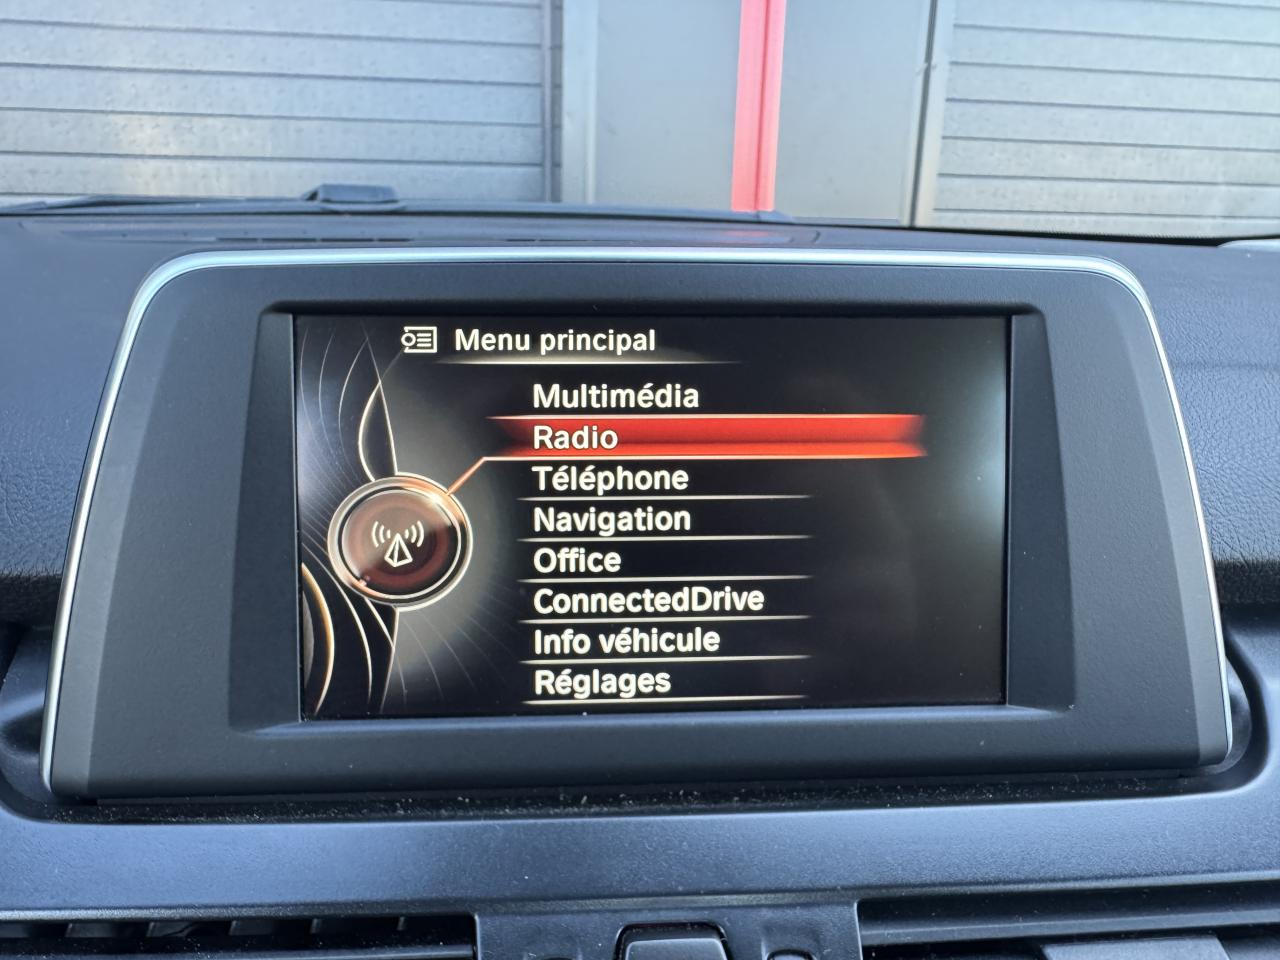 Menu principal
Multimédia
Radio
Téléphone
Navigation
Office
ConnectedDrive
Info véhicule
Réglages